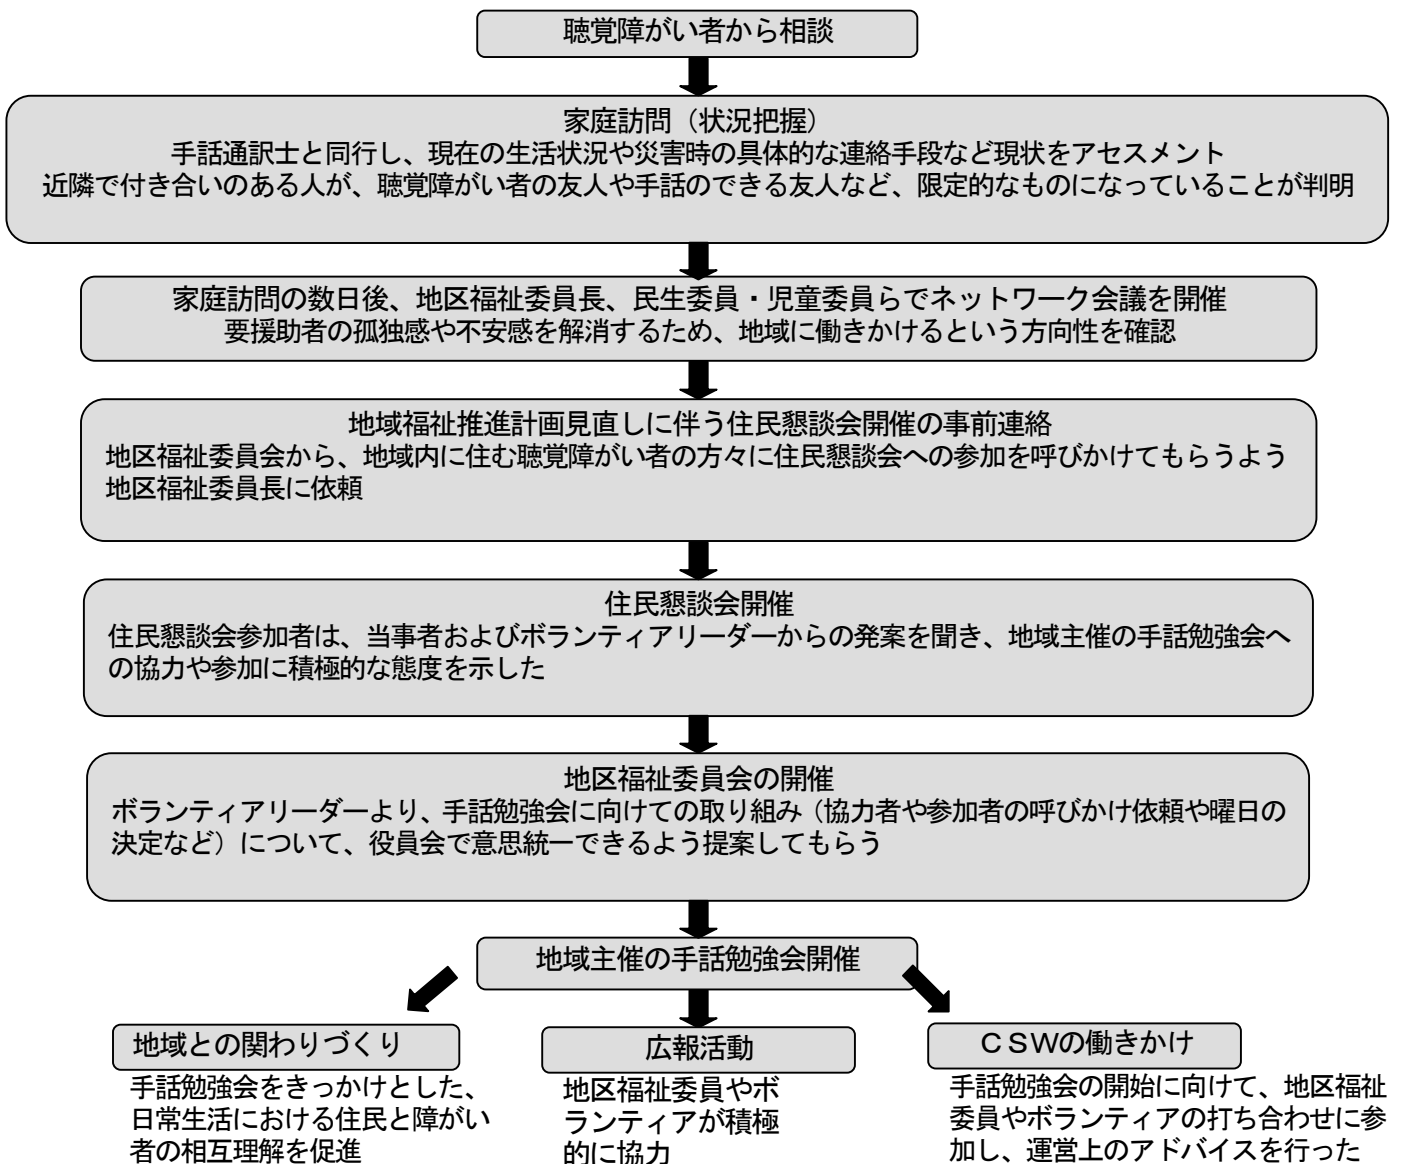 聴覚障がい者から相談
家庭訪問（状況把握）
手話通訳士と同行し、現在の生活状況や災害時の具体的な連絡手段など現状をアセスメント
近隣で付き合いのある人が、聴覚障がい者の友人や手話のできる友人など、限定的なものになっていることが判明
家庭訪問の数日後、地区福祉委員長、民生委員・児童委員らでネットワーク会議を開催
要援助者の孤独感や不安感を解消するため、地域に働きかけるという方向性を確認
地域福祉推進計画見直しに伴う住民懇談会開催の事前連絡
地区福祉委員会から、地域内に住む聴覚障がい者の方々に住民懇談会への参加を呼びかけてもらうよう
地区福祉委員長に依頼
住民懇談会開催
住民懇談会参加者は、当事者およびボランティアリーダーからの発案を聞き、地域主催の手話勉強会へ
の協力や参加に積極的な態度を示した
地区福祉委員会の開催
ボランティアリーダーより、手話勉強会に向けての取り組み（協力者や参加者の呼びかけ依頼や曜日の
決定など）について、役員会で意思統一できるよう提案してもらう
地域主催の手話勉強会開催
地域との関わりづくり
手話勉強会をきっかけとした、
日常生活における住民と障がい
者の相互理解を促進
広報活動
地区福祉委員やボ
ランティアが積極
的に協力
ＣＳＷの働きかけ
手話勉強会の開始に向けて、地区福祉
委員やボランティアの打ち合わせに参
加し、運営上のアドバイスを行った